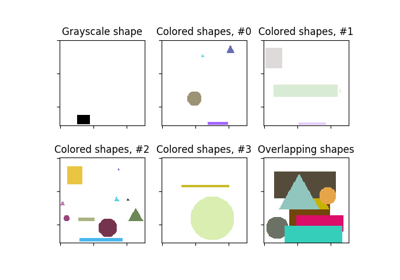 Grayscale shape
Colored shapes, #0
Colored shapes, #1
Colored shapes, #2
Colored shapes, #3
Overlapping shapes